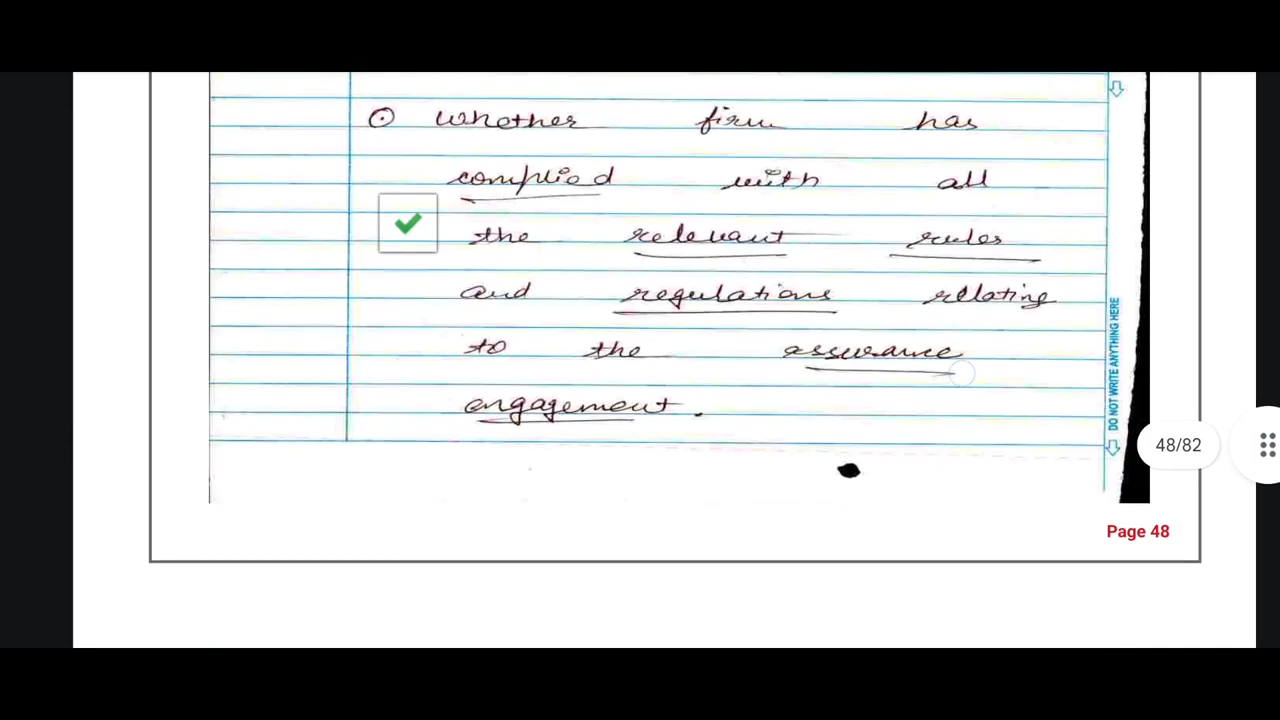 whether firm has
complied with all
the relevant rules
and regulations relating
to the assurance
engagement.
DO NOT WRITE ANYTHING HERE
48/82
Page 48